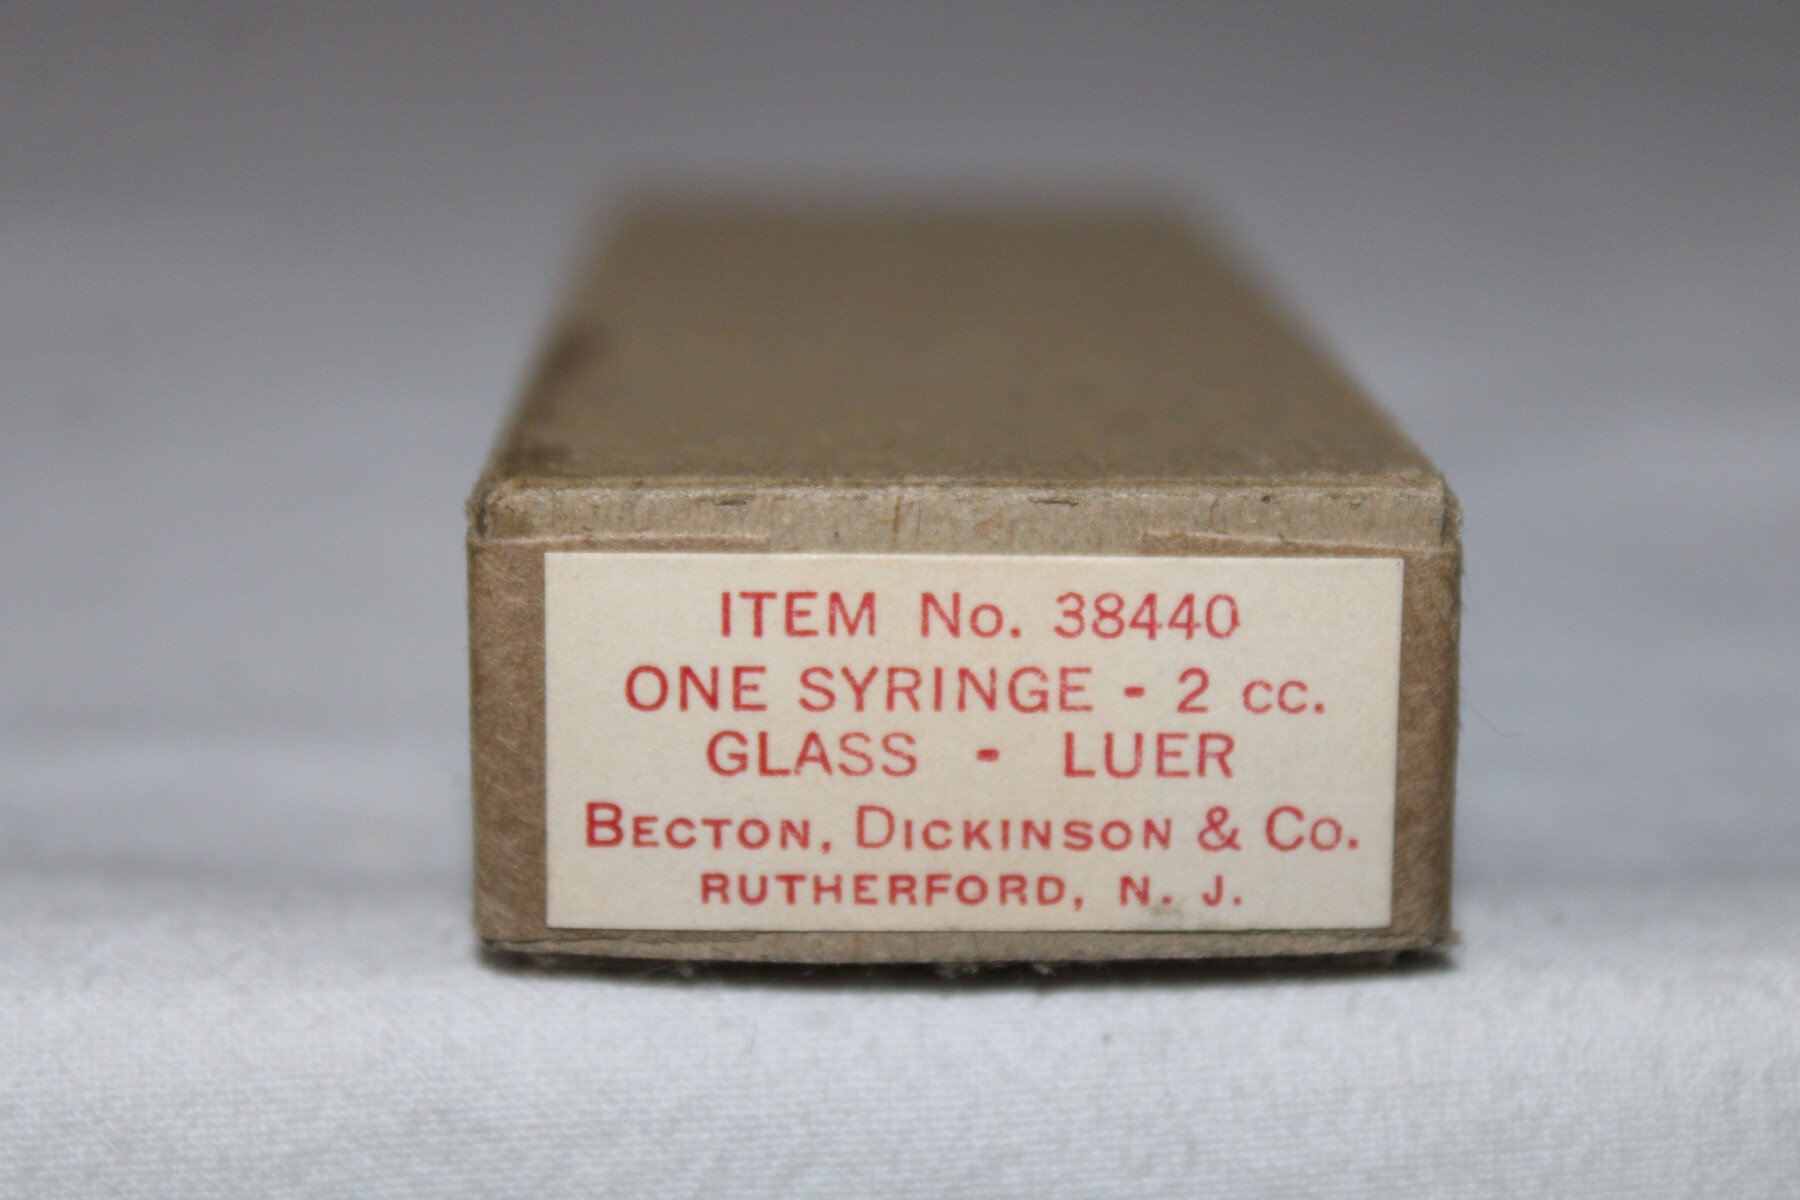 ITEM No. 38440
ONE SYRINGE - 2 cc.
GLASS - LUER
BECTON, DICKINSON & CO.
RUTHERFORD, N. J.